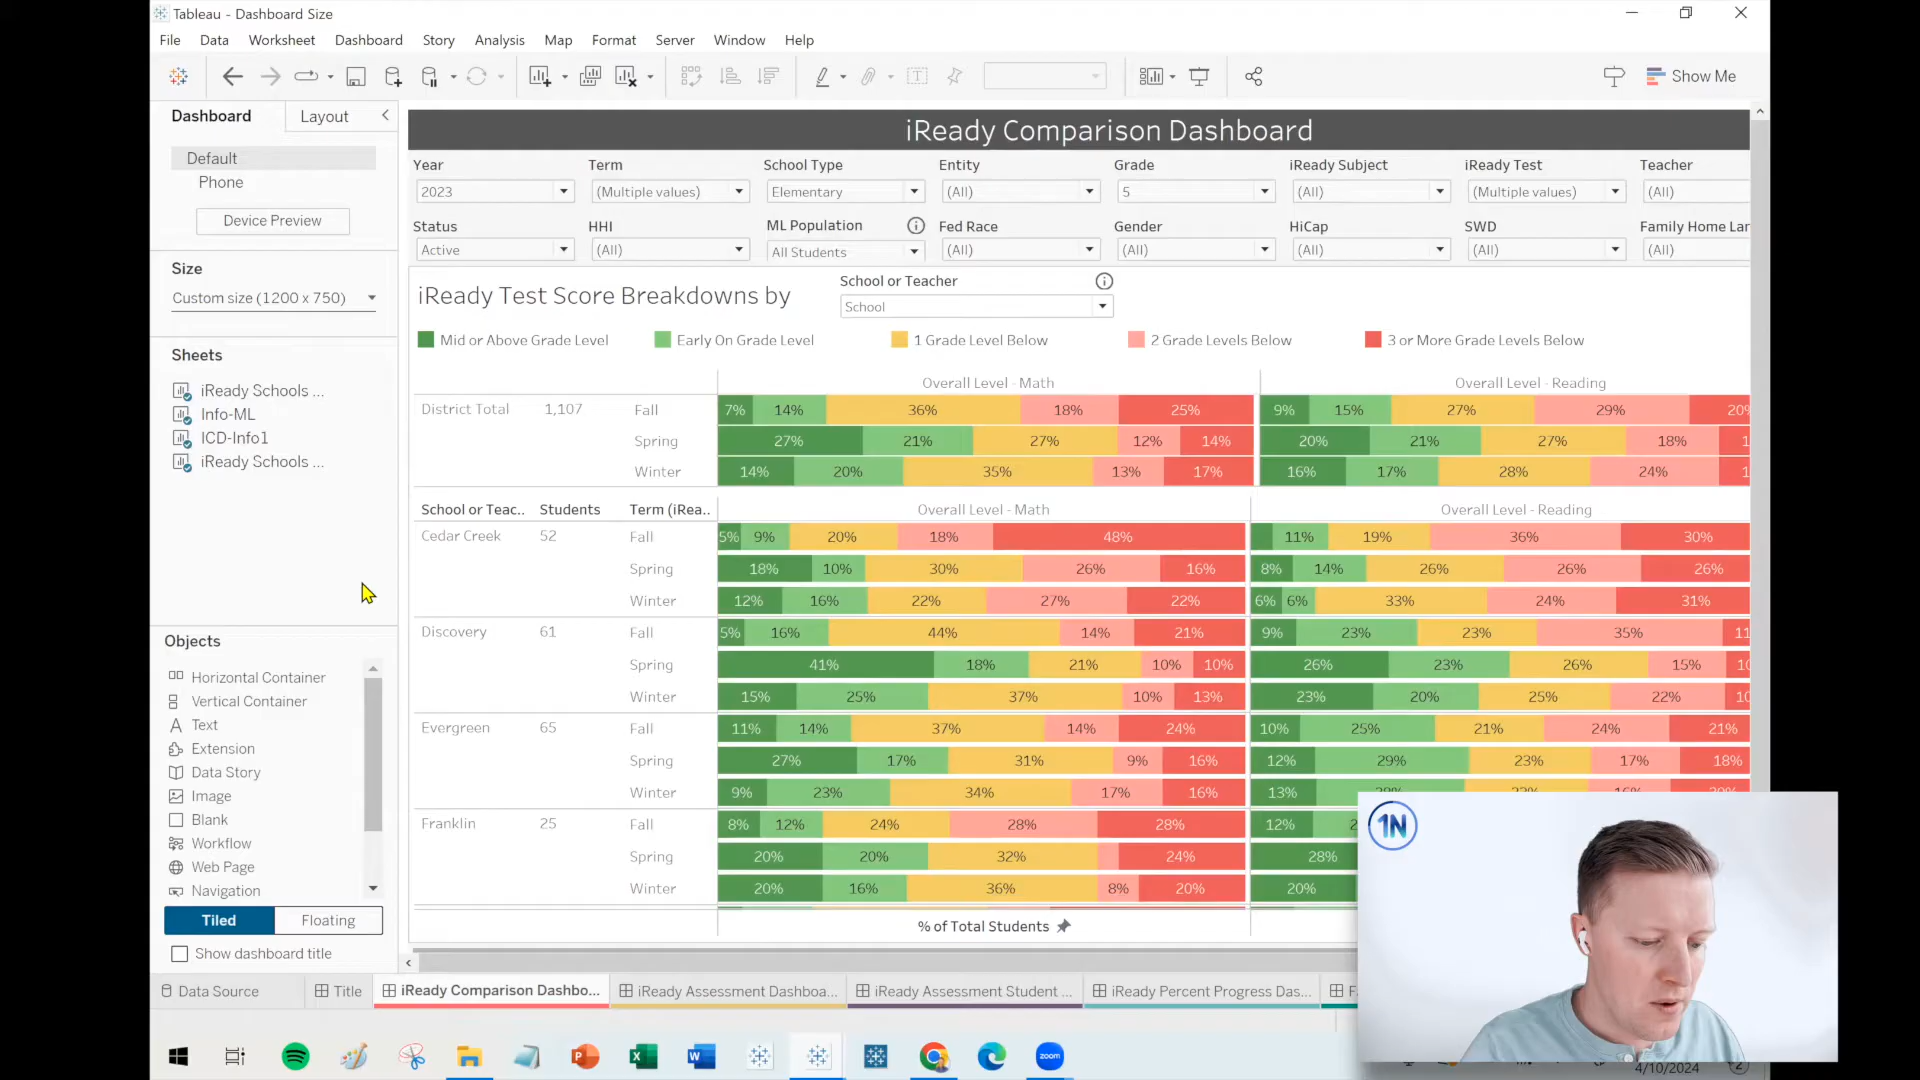 Tableau - Dashboard Size
File Data Worksheet Dashboard Story Analysis Map Format Server Window Help
Show Me
Dashboard Layout
iReady Comparison Dashboard
Default
Phone
Device Preview
Size
Custom size (1200 x 750)
Sheets
iReady Schools ...
Info-ML
ICD-Info1
iReady Schools ...
Objects
Horizontal Container
Vertical Container
Text
Extension
Data Story
Image
Blank
Workflow
Web Page
Navigation
Tiled Floating
Show dashboard title
Year Term School Type Entity Grade iReady Subject iReady Test Teacher
2023 (Multiple values) Elementary (All) 5 (All) (Multiple values) (All)
Status HHI ML Population Fed Race Gender HiCap SWD Family Home Lar
Active (All) All Students (All) (All) (All) (All) (All)
iReady Test Score Breakdowns by
School or Teacher
School
Mid or Above Grade Level Early On Grade Level 1 Grade Level Below 2 Grade Levels Below 3 or More Grade Levels Below
Overall Level - Math Overall Level - Reading
District Total 1,107 Fall 7% 14% 36% 18% 25% 9% 15% 27% 29% 20%
Spring 27% 21% 27% 12% 14% 20% 21% 27% 18% 1
Winter 14% 20% 35% 13% 17% 16% 17% 28% 24% 1
School or Teac.. Students Term (iRea.. Overall Level - Math Overall Level - Reading
Cedar Creek 52 Fall 5% 9% 20% 18% 48% 11% 19% 36% 30%
Spring 18% 10% 30% 26% 16% 8% 14% 26% 26% 26%
Winter 12% 16% 22% 27% 22% 6% 6% 33% 24% 31%
Discovery 61 Fall 5% 16% 44% 14% 21% 9% 23% 23% 35% 11
Spring 41% 18% 21% 10% 10% 26% 23% 26% 15% 10
Winter 15% 25% 37% 10% 13% 23% 20% 25% 22% 10
Evergreen 65 Fall 11% 14% 37% 14% 24% 10% 25% 21% 24% 21%
Spring 27% 17% 31% 9% 16% 12% 29% 23% 17% 18%
Winter 9% 23% 34% 17% 16% 13%
Franklin 25 Fall 8% 12% 24% 28% 28% 12% 2
Spring 20% 20% 32% 24% 28%
Winter 20% 16% 36% 8% 20% 20%
% of Total Students
1N
Data Source Title iReady Comparison Dashbo... iReady Assessment Dashboa... iReady Assessment Student ... iReady Percent Progress Das... F
zoom
4/10/2024